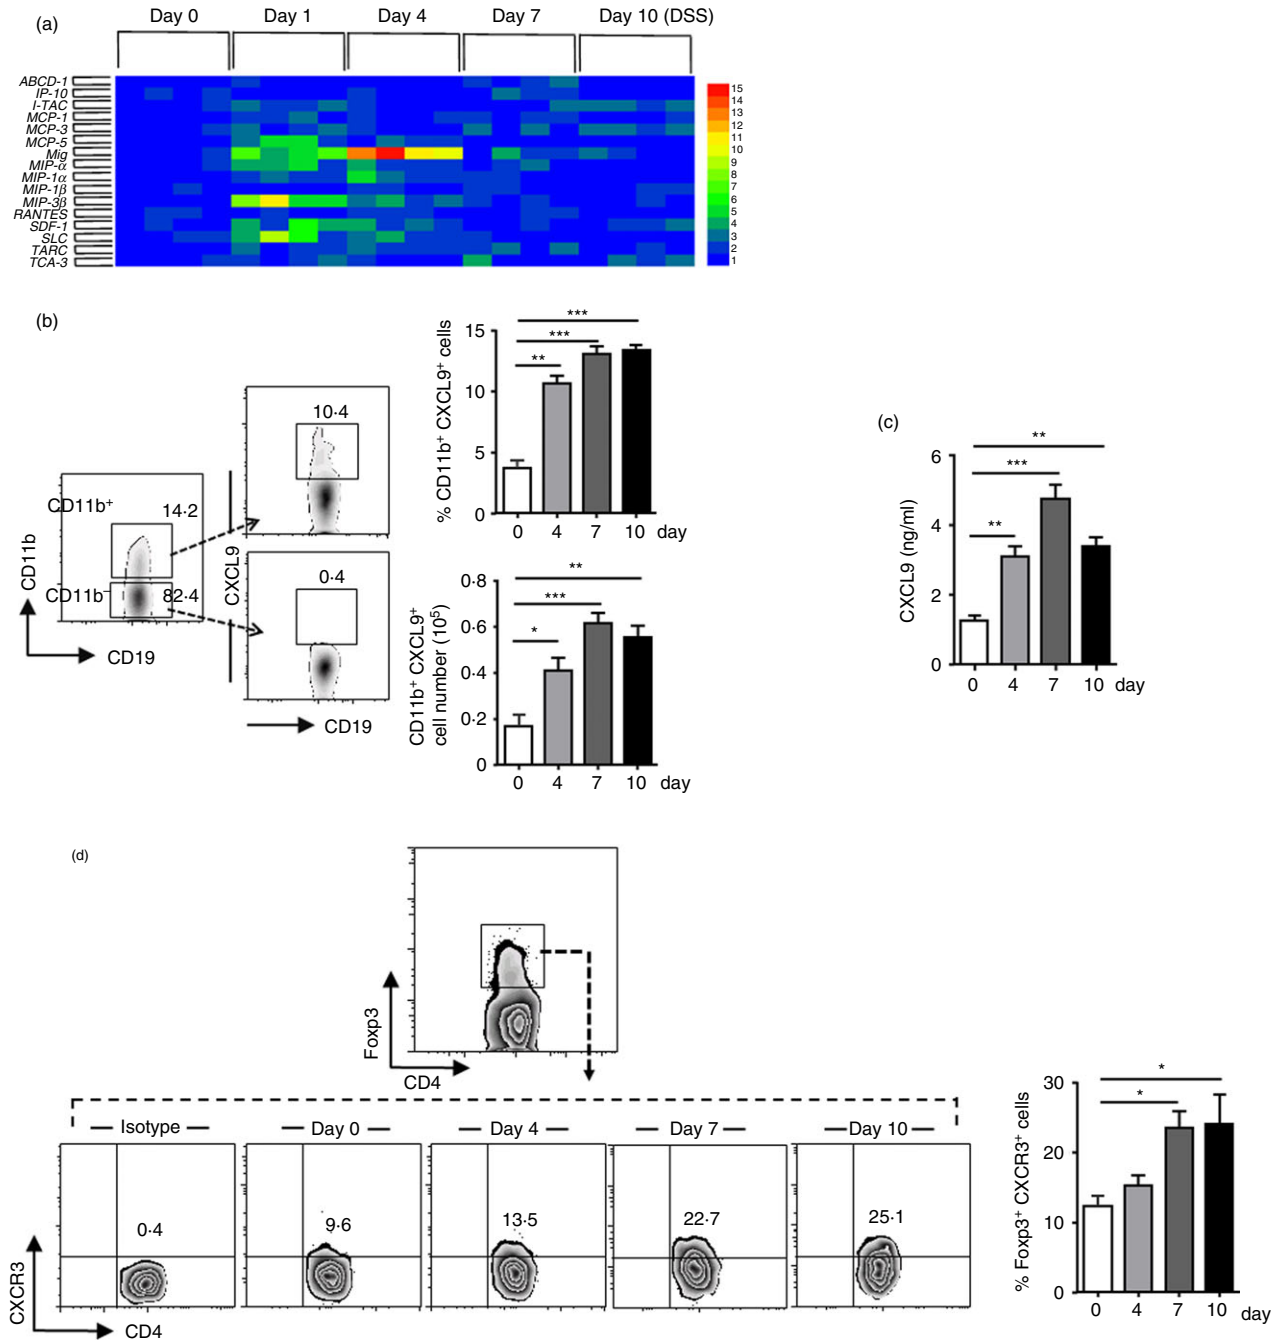 (a)
Day 0 Day 1 Day 4 Day 7 Day 10 (DSS)
ABCD-1
IP-10
I-TAC
MCP-1
MCP-3
MCP-5
Mig
MIP-α
MIP-1α
MIP-1β
MIP-3β
RANTES
SDF-1
SLC
TARC
TCA-3
15
14
13
12
11
10
9
8
7
6
5
4
3
2
1
(b)
CD11b
CD11b⁺
14·2
CD11b⁻
82·4
CD19
CXCL9
10·4
0·4
CD19
% CD11b⁺ CXCL9⁺ cells
15
10
5
0
***
***
**
0 4 7 10 day
CD11b⁺ CXCL9⁺
cell number (10⁵)
0·8
0·6
0·4
0·2
0
**
***
*
0 4 7 10 day
(c)
CXCL9 (ng/ml)
6
4
2
0
**
***
**
0 4 7 10 day
(d)
Foxp3
CD4
Isotype Day 0 Day 4 Day 7 Day 10
0·4 9·6 13·5 22·7 25·1
CXCR3
CD4
% Foxp3⁺ CXCR3⁺ cells
30
20
10
0
*
*
0 4 7 10 day